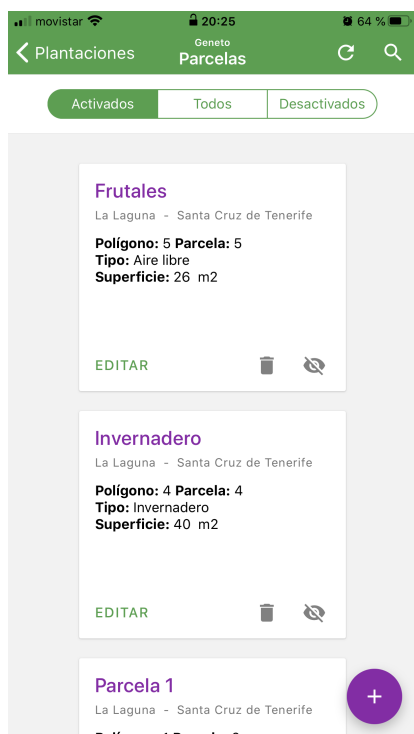 movistar 20:25 64 %
Plantaciones
Geneto
Parcelas
Activados Todos Desactivados
Frutales
La Laguna - Santa Cruz de Tenerife
Polígono: 5 Parcela: 5
Tipo: Aire libre
Superficie: 26 m2
EDITAR
Invernadero
La Laguna - Santa Cruz de Tenerife
Polígono: 4 Parcela: 4
Tipo: Invernadero
Superficie: 40 m2
EDITAR
Parcela 1
La Laguna - Santa Cruz de Tenerife